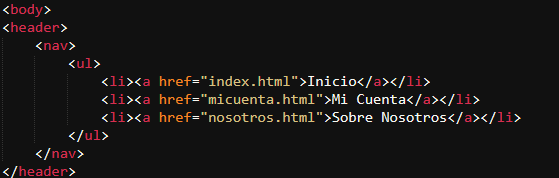 <body>
<header>
<nav>
<ul>
<li><a href="index.html">Inicio</a></li>
<li><a href="micuenta.html">Mi Cuenta</a></li>
<li><a href="nosotros.html">Sobre Nosotros</a></li>
</ul>
</nav>
</header>